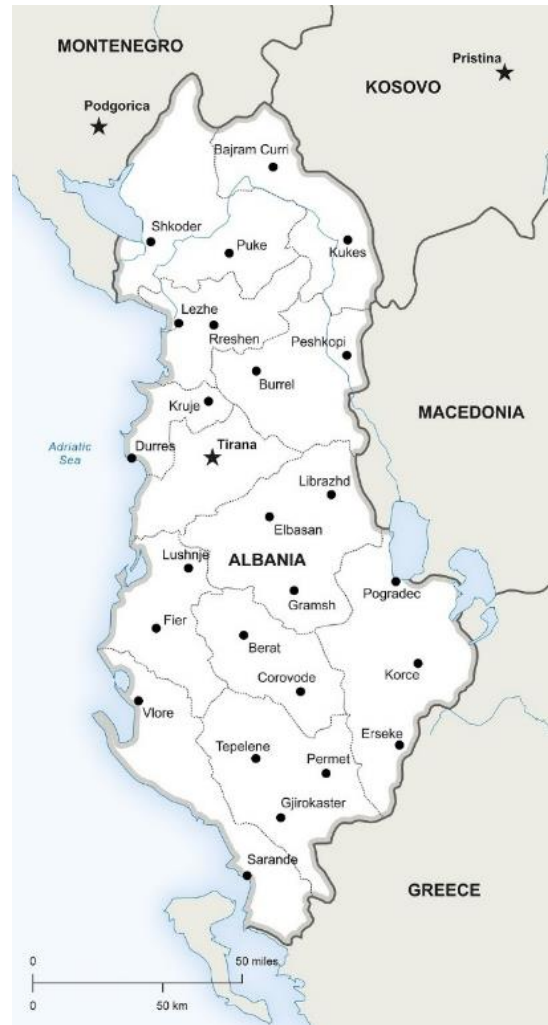 MONTENEGRO
Pristina
KOSOVO
Podgorica
Bajram Curri
Shkoder
Puke
Kukes
Lezhe
Rreshen
Peshkopi
Burrel
Kruje
MACEDONIA
Adriatic
Sea
Durres
Tirana
Librazhd
Elbasan
Lushnje
ALBANIA
Gramsh
Pogradec
Fier
Berat
Korce
Corovode
Vlore
Erseke
Tepelene
Permet
Gjirokaster
Sarande
GREECE
0
50 miles
0
50 km